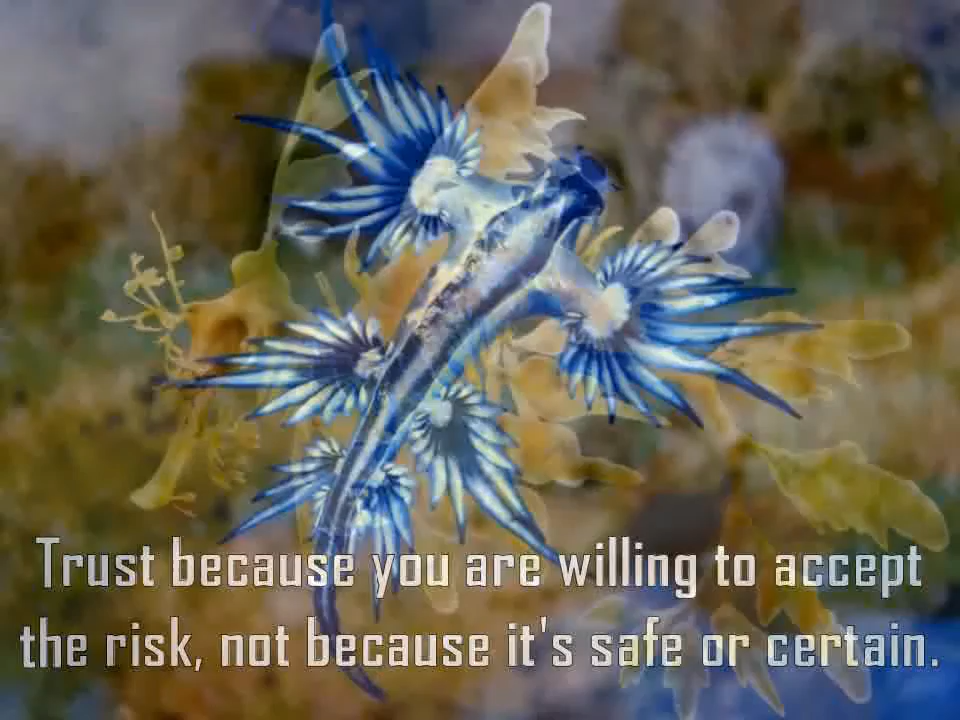 Trust because you are willing to accept
the risk, not because it's safe or certain.